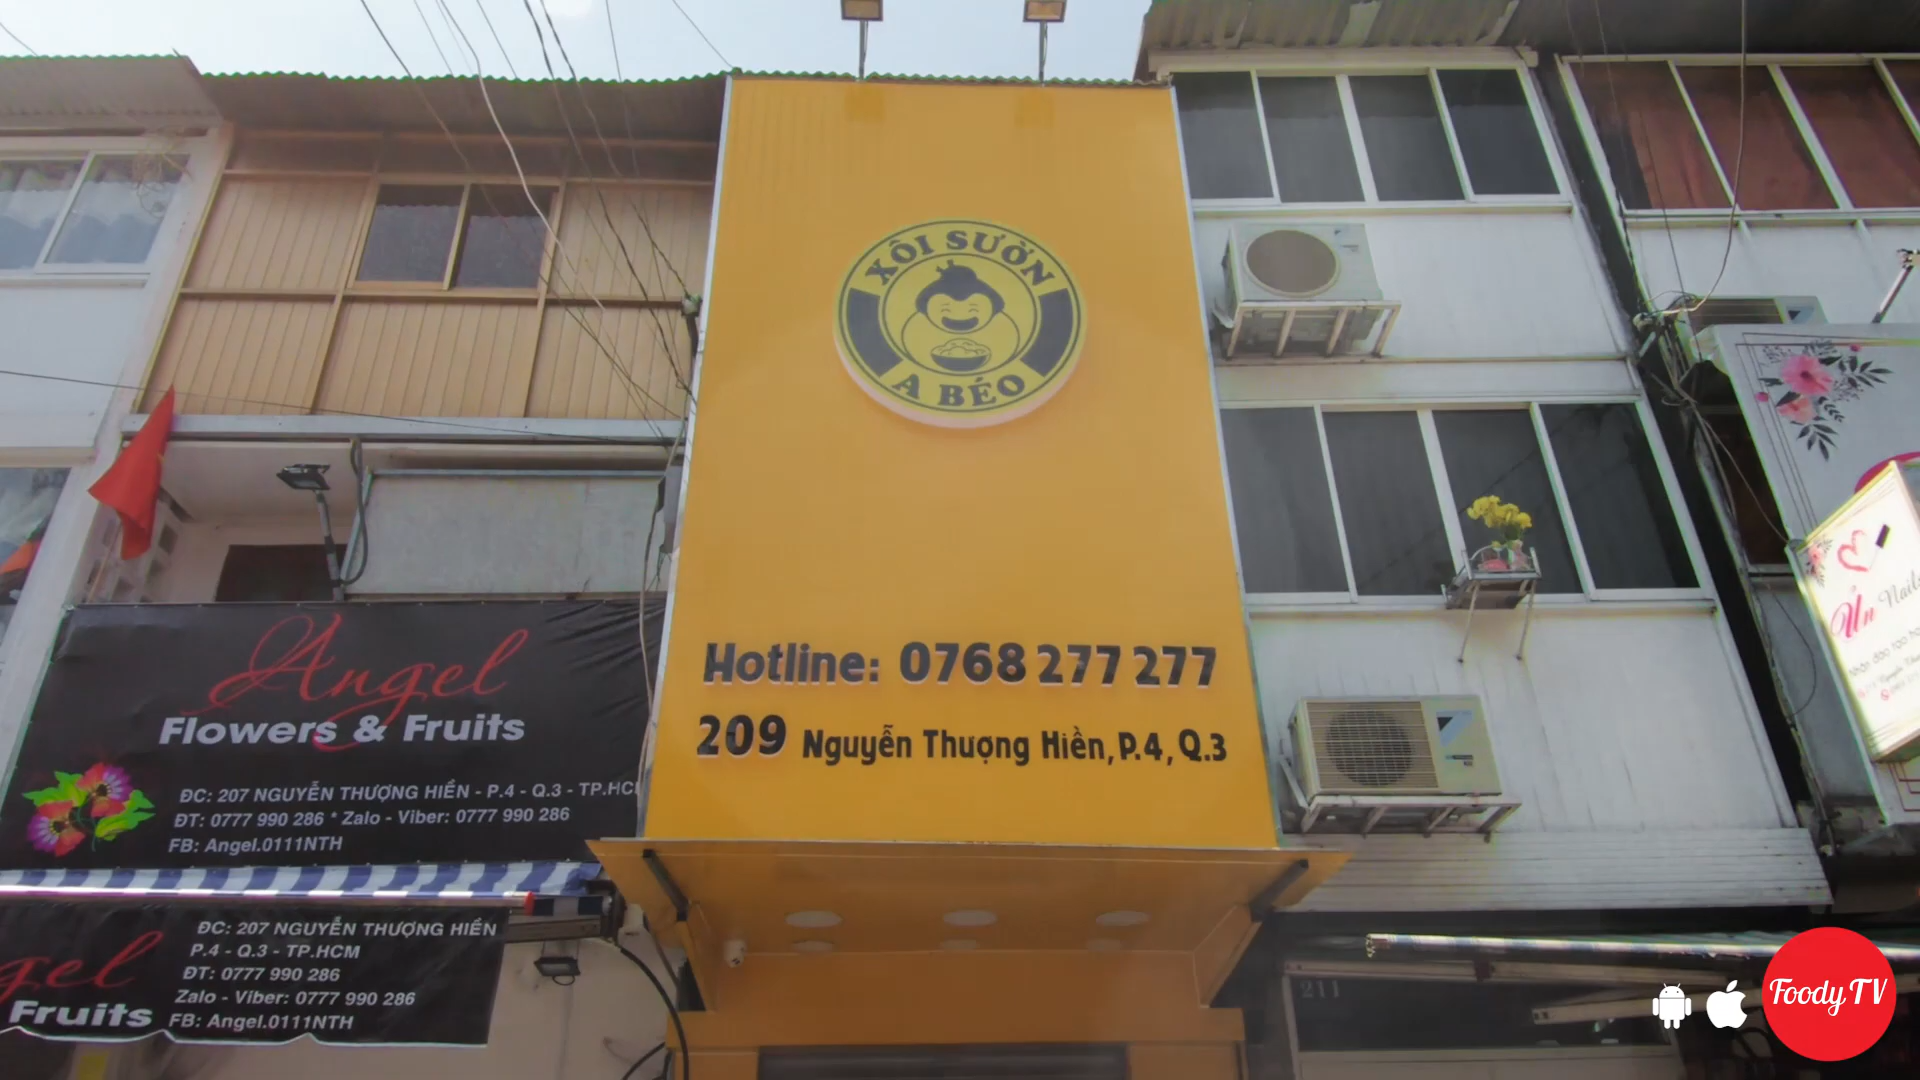 XÔI SƯỜN
A BÉO
Hotline: 0768 277 277
209 Nguyễn Thượng Hiền, P.4, Q.3
Angel
Flowers & Fruits
ĐC: 207 NGUYỄN THƯỢNG HIỀN - P.4 - Q.3 - TP.HC
ĐT: 0777 990 286 * Zalo - Viber: 0777 990 286
FB: Angel.0111NTH
gel
Fruits
ĐC: 207 NGUYỄN THƯỢNG HIỀN
P.4 - Q.3 - TP.HCM
ĐT: 0777 990 286
Zalo - Viber: 0777 990 286
FB: Angel.0111NTH
Ủn Nails
211
Foody TV